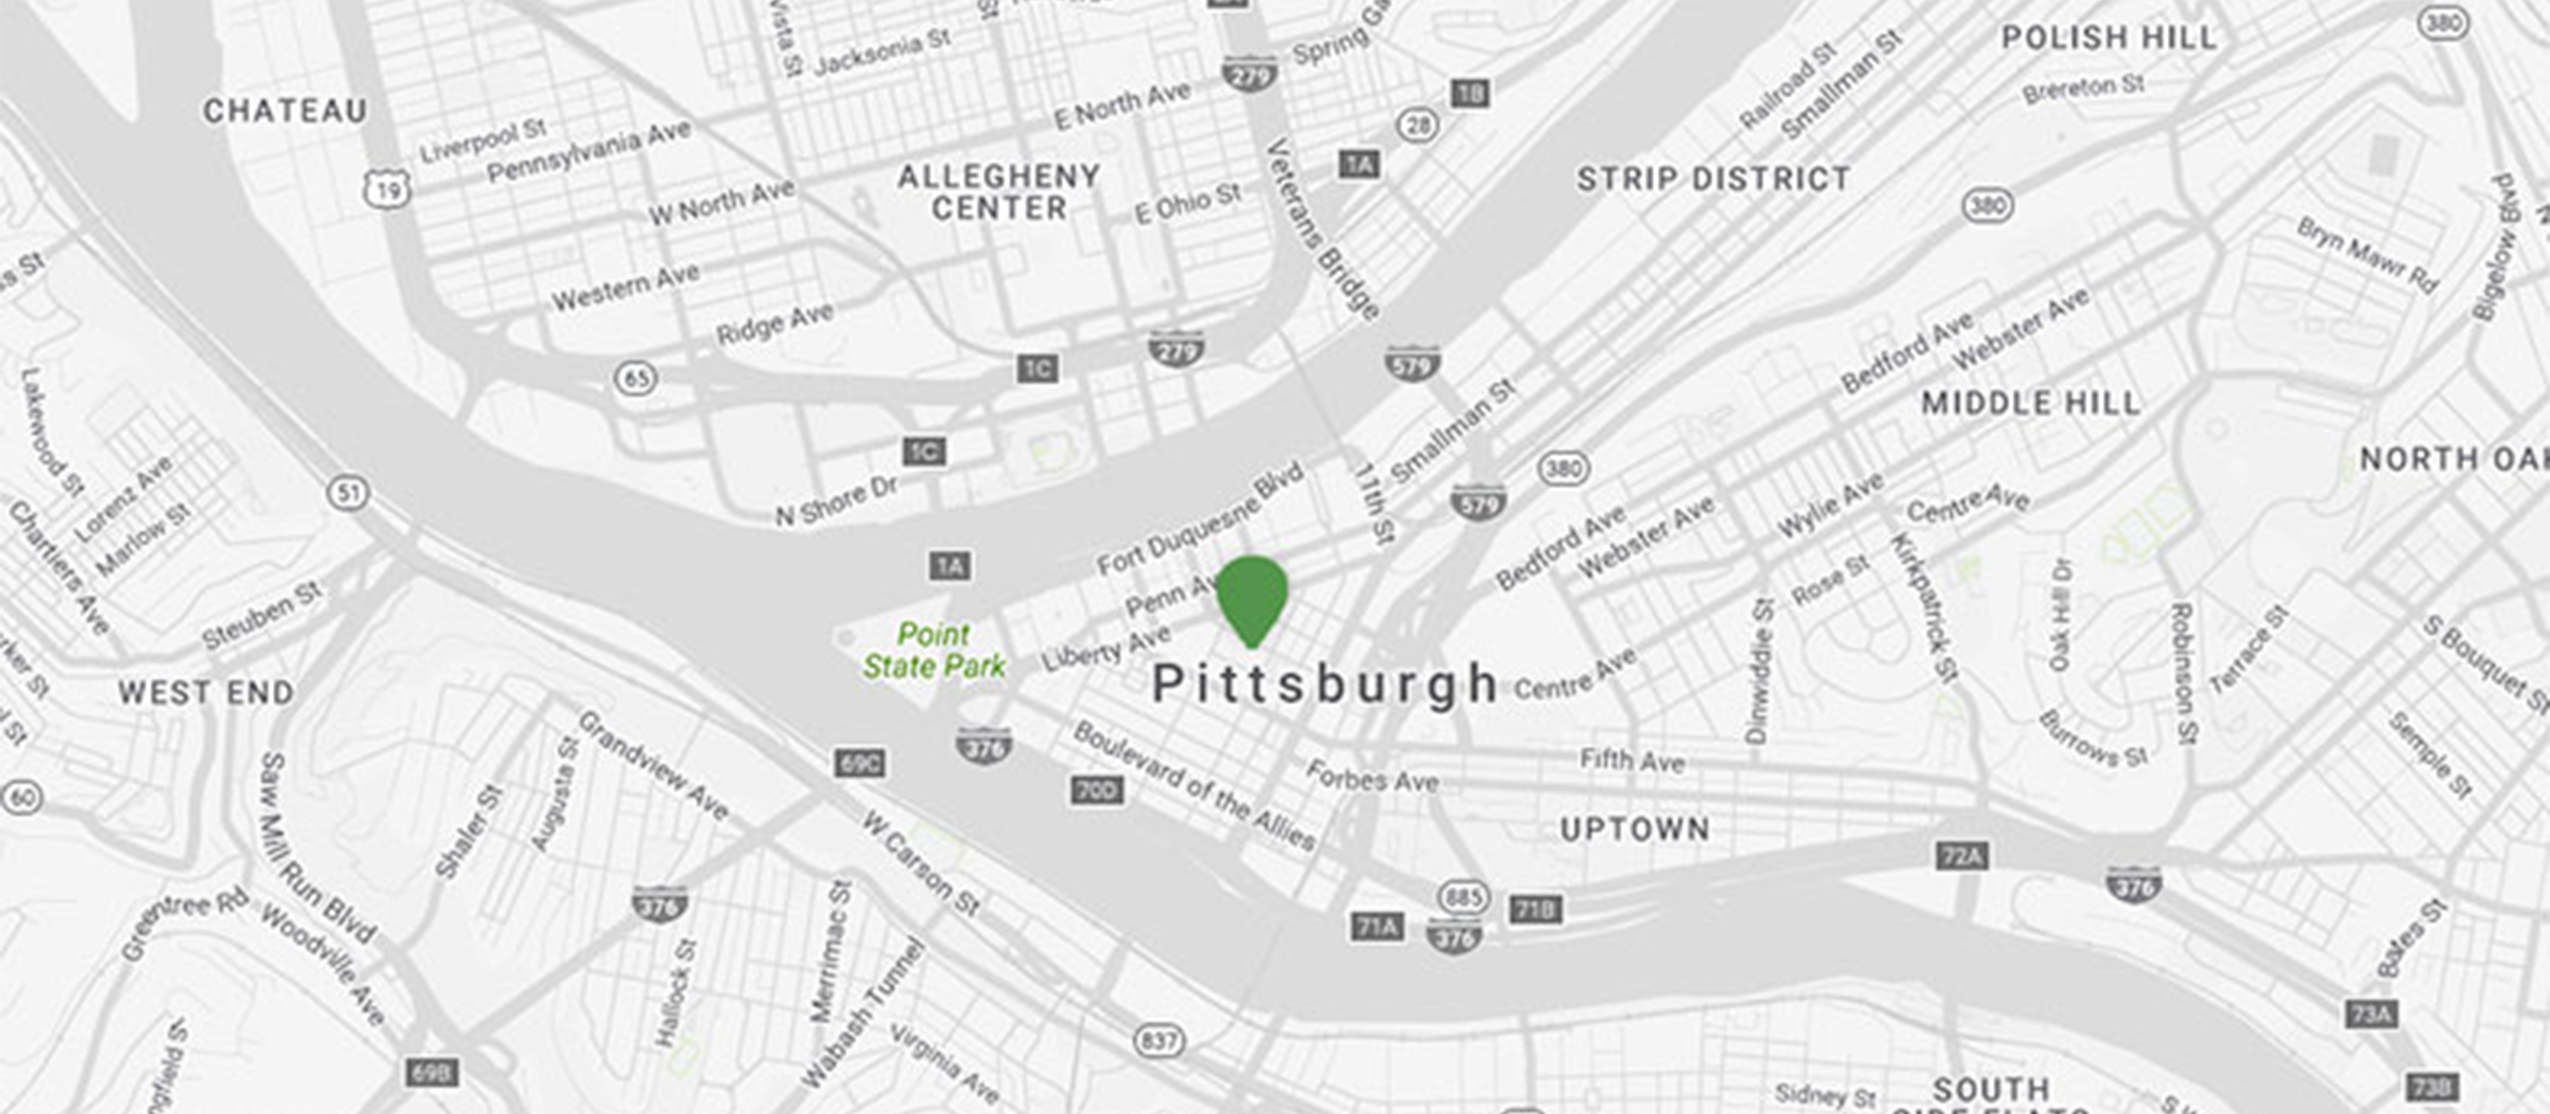 Jacksonia St
Vista St
279
Spring Ga
POLISH HILL
380
CHATEAU
E North Ave
1B
Railroad St
Smallman St
Brereton St
Liverpool St
Pennsylvania Ave
28
1A
19
ALLEGHENY
CENTER
STRIP DISTRICT
W North Ave
E Ohio St
Veterans Bridge
380
Bryn Mawr Rd
Bigelow Blvd
ss St
Western Ave
Ridge Ave
279
579
1C
65
Bedford Ave
Webster Ave
MIDDLE HILL
Lakewood St
Lorenz Ave
Marlow St
Chartiers Ave
51
1C
N Shore Dr
Fort Duquesne Blvd
11th St
Smallman St
380
579
NORTH OAK
Bedford Ave
Webster Ave
Wylie Ave
Centre Ave
1A
Penn Av
Liberty Ave
Point
State Park
Pittsburgh
Centre Ave
Rose St
Dinwiddie St
Kirkpatrick St
Oak Hill Dr
Robinson St
Terrace St
S Bouquet St
Semple St
Burrows St
Steuben St
rker St
WEST END
Grandview Ave
376
69C
70D
Boulevard of the Allies
Forbes Ave
Fifth Ave
UPTOWN
60
Saw Mill Run Blvd
Shaler St
Augusta St
W Carson St
376
885
71A
376
71B
72A
376
Greentree Rd
Woodville Ave
Hallock St
Merrimac St
Wabash Tunnel
Virginia Ave
Bates St
73A
837
69B
ngfield S
Sidney St
SOUTH
SIDE FLATS
73B